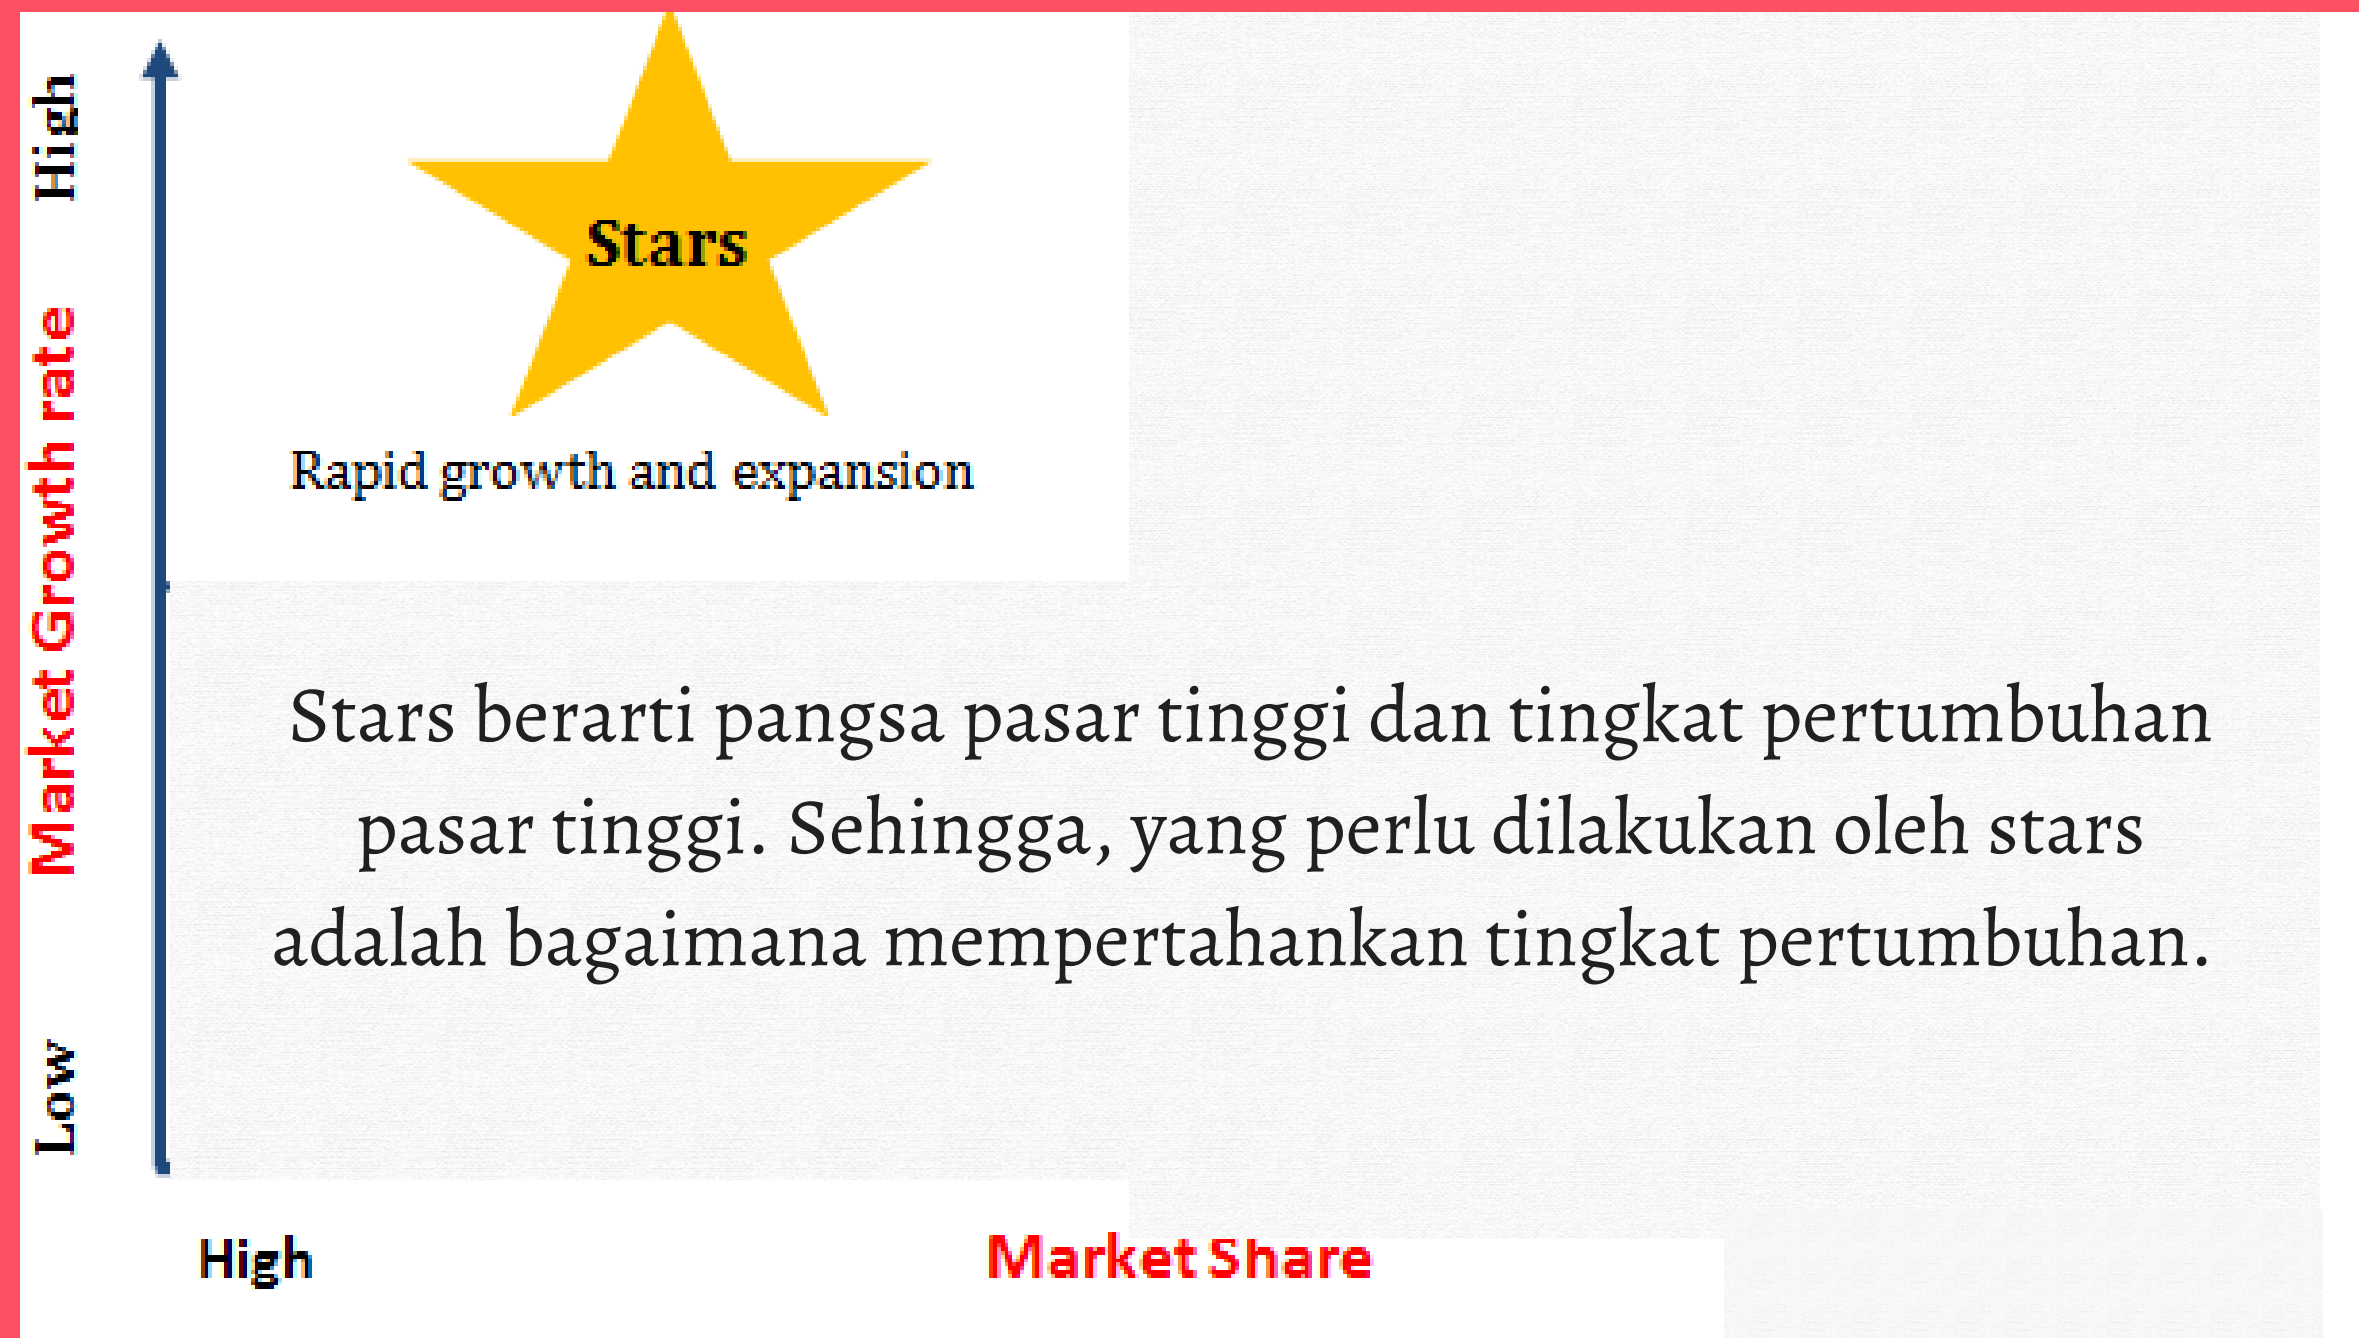 High
Stars
Rapid growth and expansion
Market Growth rate
Stars berarti pangsa pasar tinggi dan tingkat pertumbuhan
pasar tinggi. Sehingga, yang perlu dilakukan oleh stars
adalah bagaimana mempertahankan tingkat pertumbuhan.
Low
High
Market Share